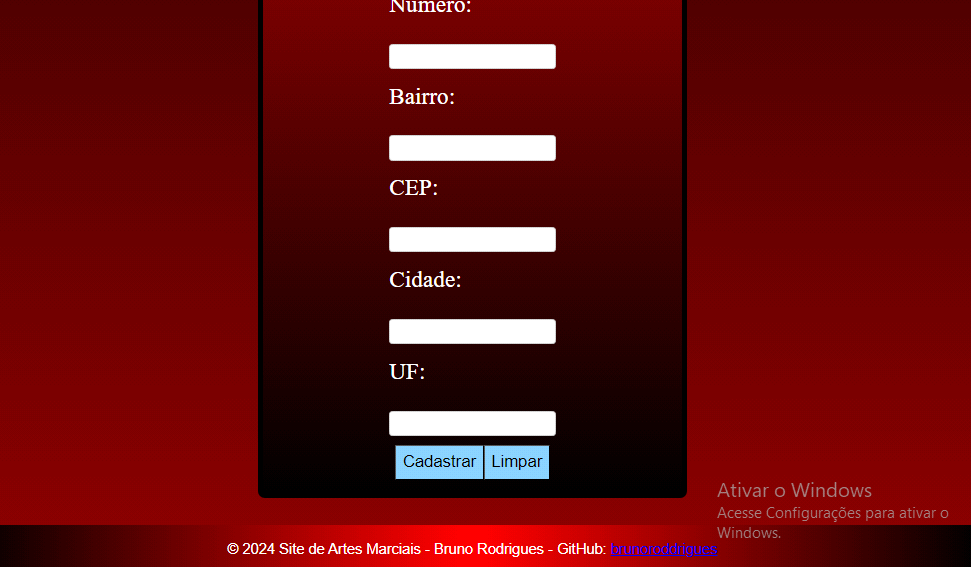 Número:
Bairro:
CEP:
Cidade:
UF:
Cadastrar Limpar
Ativar o Windows
Acesse Configurações para ativar o
Windows.
© 2024 Site de Artes Marciais - Bruno Rodrigues - GitHub: